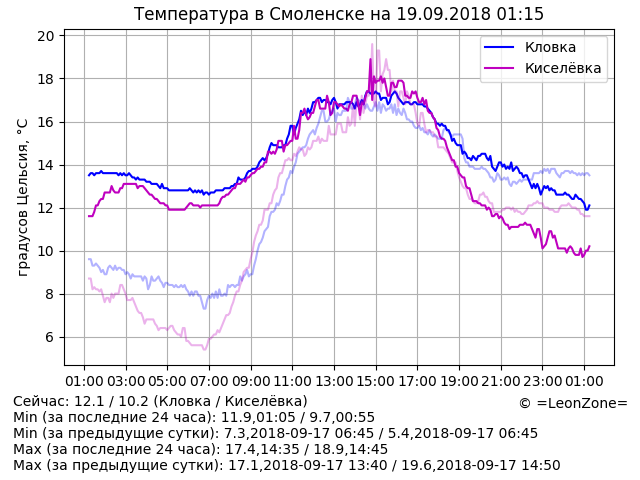 Температура в Смоленске на 19.09.2018 01:15
градусов Цельсия, °C
20
18
16
14
12
10
8
6
Кловка
Киселёвка
01:00 03:00 05:00 07:00 09:00 11:00 13:00 15:00 17:00 19:00 21:00 23:00 01:00
Сейчас: 12.1 / 10.2 (Кловка / Киселёвка)
© =LeonZone=
Min (за последние 24 часа): 11.9,01:05 / 9.7,00:55
Min (за предыдущие сутки): 7.3,2018-09-17 06:45 / 5.4,2018-09-17 06:45
Max (за последние 24 часа): 17.4,14:35 / 18.9,14:45
Max (за предыдущие сутки): 17.1,2018-09-17 13:40 / 19.6,2018-09-17 14:50